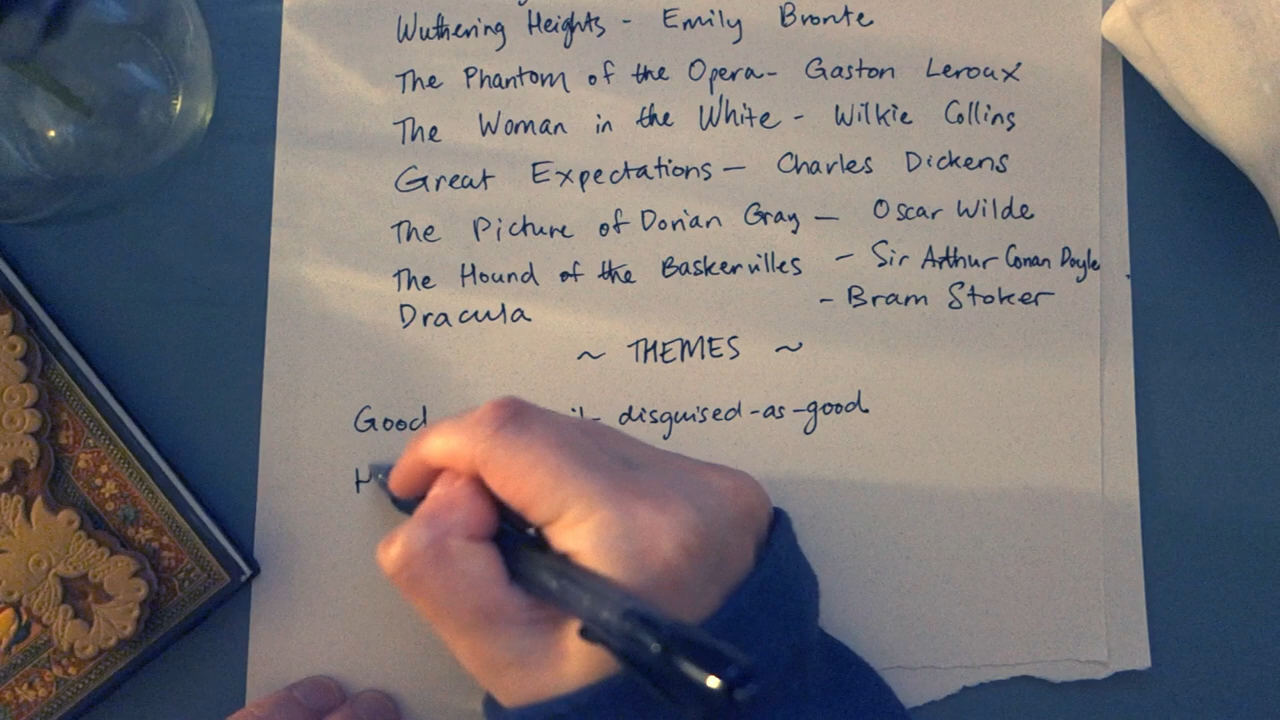 Wuthering Heights - Emily Bronte
The Phantom of the Opera- Gaston Leroux
The Woman in the White - Wilkie Collins
Great Expectations - Charles Dickens
The Picture of Dorian Gray - Oscar Wilde
The Hound of the Baskervilles - Sir Arthur Conan Doyle
Dracula - Bram Stoker
~ THEMES ~
Good disguised-as-good